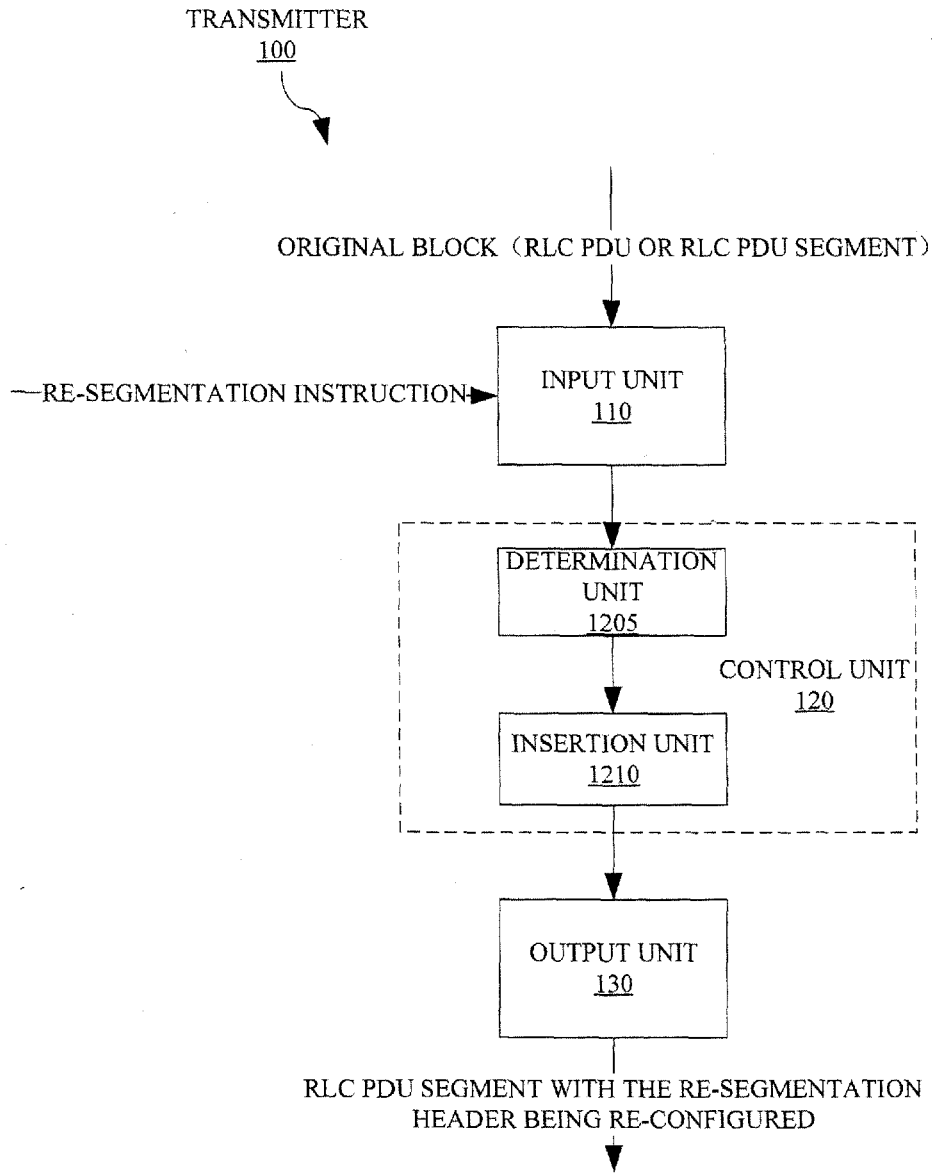 TRANSMITTER
100
ORIGINAL BLOCK（RLC PDU OR RLC PDU SEGMENT）
RE-SEGMENTATION INSTRUCTION
INPUT UNIT
110
DETERMINATION
UNIT
1205
CONTROL UNIT
120
INSERTION UNIT
1210
OUTPUT UNIT
130
RLC PDU SEGMENT WITH THE RE-SEGMENTATION
HEADER BEING RE-CONFIGURED